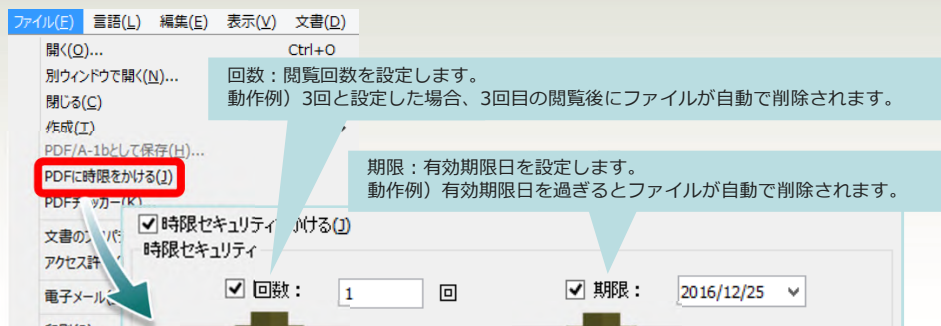 ファイル(F) 言語(L) 編集(E) 表示(V) 文書(D)
開く(O)... Ctrl+O
別ウィンドウで開く(N)...
閉じる(C)
作成(T)
PDF/A-1bとして保存(H)...
PDFに時限をかける(J)
回数：閲覧回数を設定します。
動作例）3回と設定した場合、3回目の閲覧後にファイルが自動で削除されます。
期限：有効期限日を設定します。
動作例）有効期限日を過ぎるとファイルが自動で削除されます。
文書の
アクセス許
電子メール
時限セキュリティ かける(J)
時限セキュリティ
回数： 1 回 期限： 2016/12/25